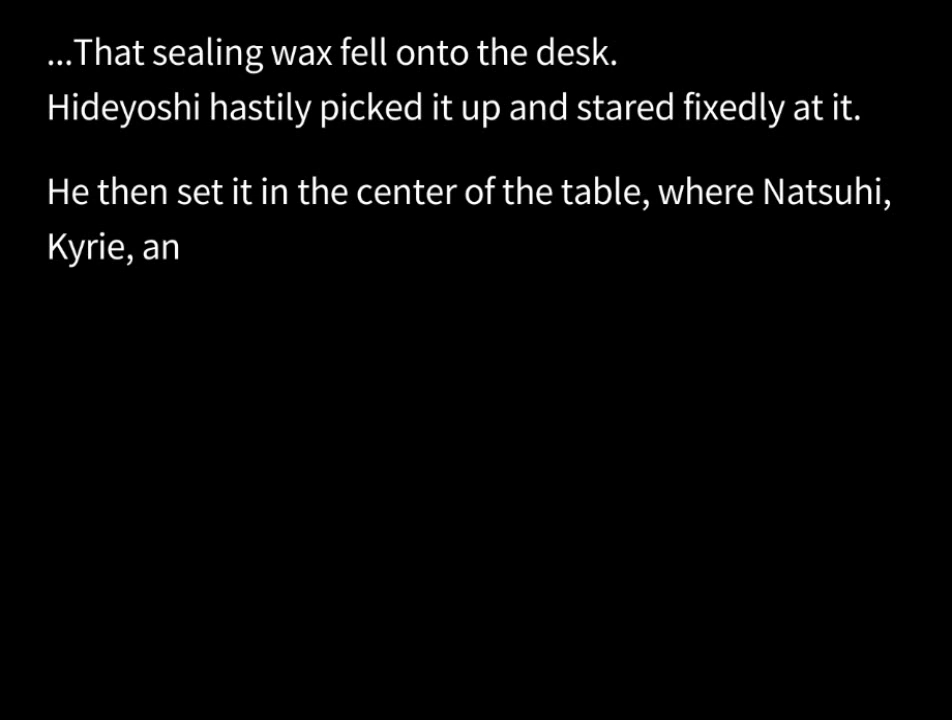 ...That sealing wax fell onto the desk.
Hideyoshi hastily picked it up and stared fixedly at it.
He then set it in the center of the table, where Natsuhi,
Kyrie, an